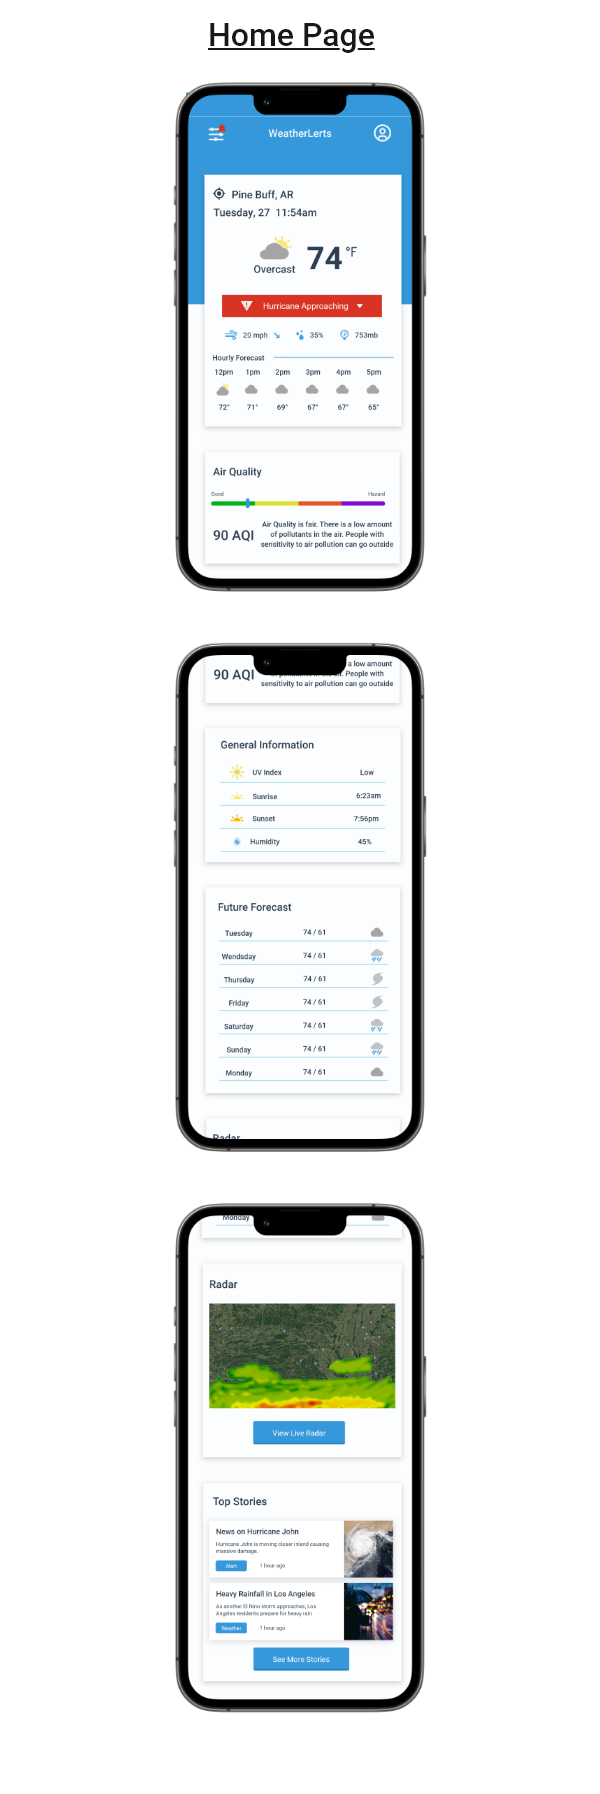 Home Page
WeatherLerts
Pine Buff, AR
Tuesday, 27 11:54am
Overcast
74 °F
Hurricane Approaching
20 mph
35%
753mb
Hourly Forecast
12pm 1pm 2pm 3pm 4pm 5pm
72° 71° 69° 67° 67° 65°
Air Quality
Good Hazard
90 AQI
Air Quality is fair. There is a low amount
of pollutants in the air. People with
sensitivity to air pollution can go outside
a low amount
90 AQI
of pollutants in the air. People with
sensitivity to air pollution can go outside
General Information
UV Index Low
Sunrise 6:23am
Sunset 7:56pm
Humidity 45%
Future Forecast
Tuesday 74 / 61
Wendsday 74 / 61
Thursday 74 / 61
Friday 74 / 61
Saturday 74 / 61
Sunday 74 / 61
Monday 74 / 61
Radar
Monday
Radar
View Live Radar
Top Stories
News on Hurricane John
Hurricane John is moving closer inland causing
massive damage.
Alert 1 hour ago
Heavy Rainfall in Los Angeles
As another El Nino storm approaches, Los
Angeles residents prepare for heavy rain
Weather 1 hour ago
See More Stories